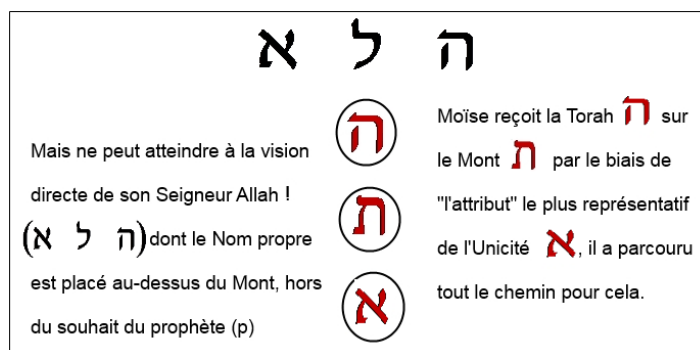 ה ל א
Moïse reçoit la Torah ה sur
le Mont ת par le biais de
"l'attribut" le plus représentatif
de l'Unicité א, il a parcouru
tout le chemin pour cela.
ה
ת
א
Mais ne peut atteindre à la vision
directe de son Seigneur Allah !
(ה ל א) dont le Nom propre
est placé au-dessus du Mont, hors
du souhait du prophète (p)